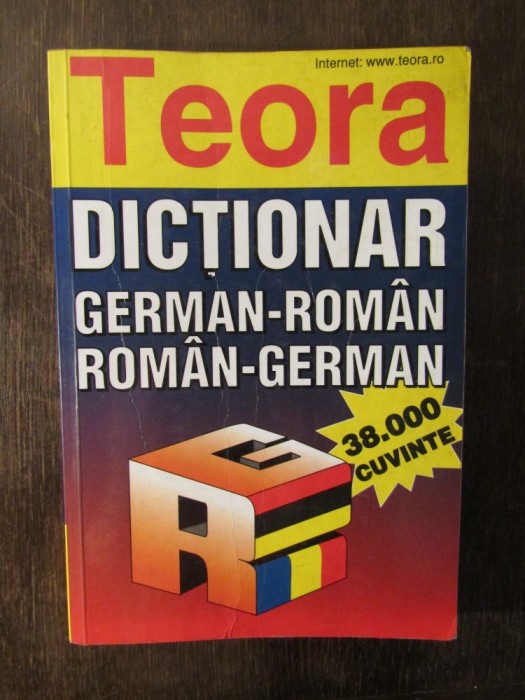 Internet: www.teora.ro
Teora
DICȚIONAR
GERMAN-ROMÂN
ROMÂN-GERMAN
38.000
CUVINTE
G
R